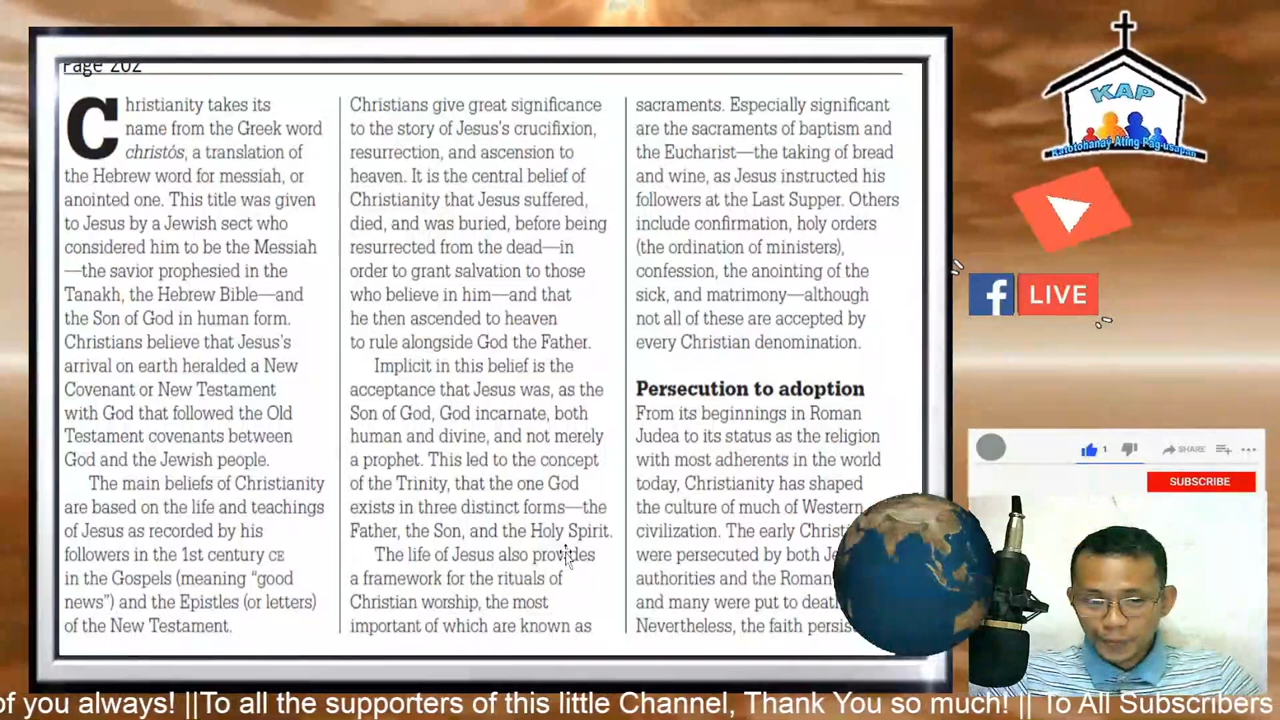 Page 202
Christianity takes its
name from the Greek word
christós, a translation of
the Hebrew word for messiah, or
anointed one. This title was given
to Jesus by a Jewish sect who
considered him to be the Messiah
—the savior prophesied in the
Tanakh, the Hebrew Bible—and
the Son of God in human form.
Christians believe that Jesus's
arrival on earth heralded a New
Covenant or New Testament
with God that followed the Old
Testament covenants between
God and the Jewish people.
The main beliefs of Christianity
are based on the life and teachings
of Jesus as recorded by his
followers in the 1st century CE
in the Gospels (meaning “good
news”) and the Epistles (or letters)
of the New Testament.
Christians give great significance
to the story of Jesus's crucifixion,
resurrection, and ascension to
heaven. It is the central belief of
Christianity that Jesus suffered,
died, and was buried, before being
resurrected from the dead—in
order to grant salvation to those
who believe in him—and that
he then ascended to heaven
to rule alongside God the Father.
Implicit in this belief is the
acceptance that Jesus was, as the
Son of God, God incarnate, both
human and divine, and not merely
a prophet. This led to the concept
of the Trinity, that the one God
exists in three distinct forms—the
Father, the Son, and the Holy Spirit.
The life of Jesus also provides
a framework for the rituals of
Christian worship, the most
important of which are known as
sacraments. Especially significant
are the sacraments of baptism and
the Eucharist—the taking of bread
and wine, as Jesus instructed his
followers at the Last Supper. Others
include confirmation, holy orders
(the ordination of ministers),
confession, the anointing of the
sick, and matrimony—although
not all of these are accepted by
every Christian denomination.
Persecution to adoption
From its beginnings in Roman
Judea to its status as the religion
with most adherents in the world
today, Christianity has shaped
the culture of much of Western
civilization. The early Christ
were persecuted by both Je
authorities and the Roman
and many were put to deat
Nevertheless, the faith persis
KAP
Katotohana'y Ating Pag-usapan
f LIVE
1 SHARE
SUBSCRIBE
of you always! ||To all the supporters of this little Channel, Thank You so much! || To All Subscribers